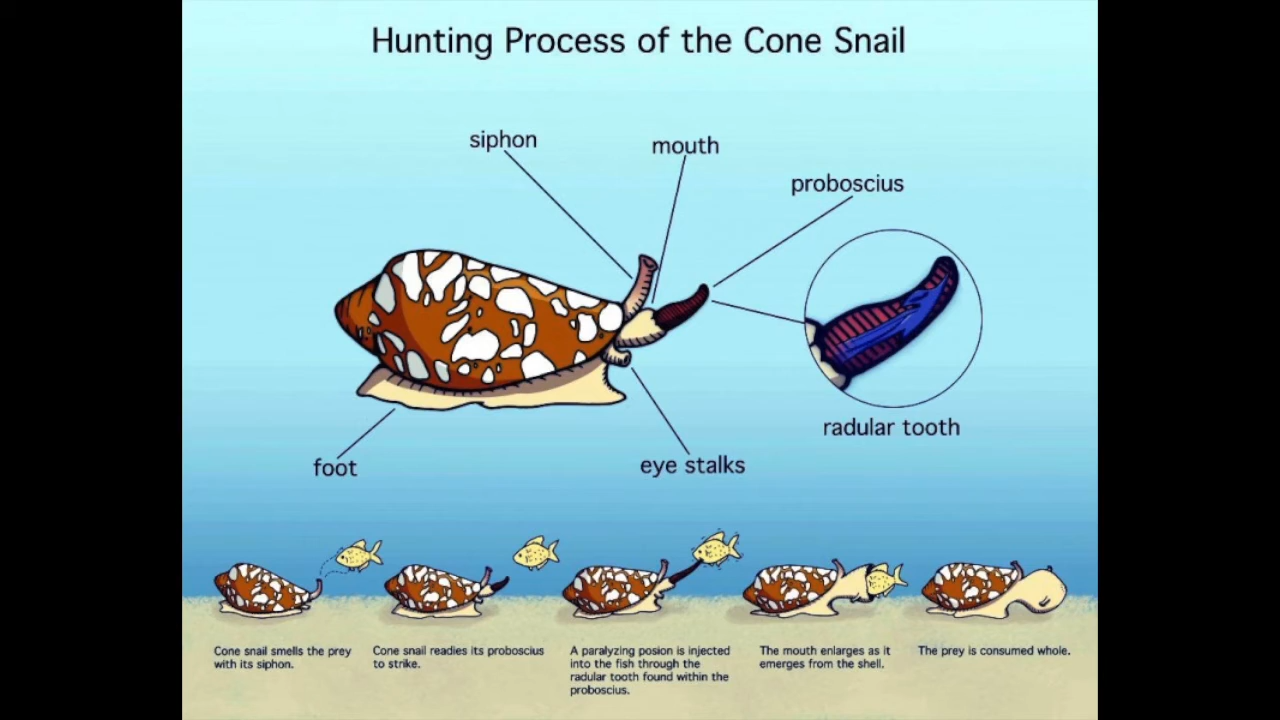 Hunting Process of the Cone Snail
siphon
mouth
proboscius
radular tooth
foot
eye stalks
Cone snail smells the prey
with its siphon.
Cone snail readies its proboscius
to strike.
A paralyzing posion is injected
into the fish through the
radular tooth found within the
proboscius.
The mouth enlarges as it
emerges from the shell.
The prey is consumed whole.